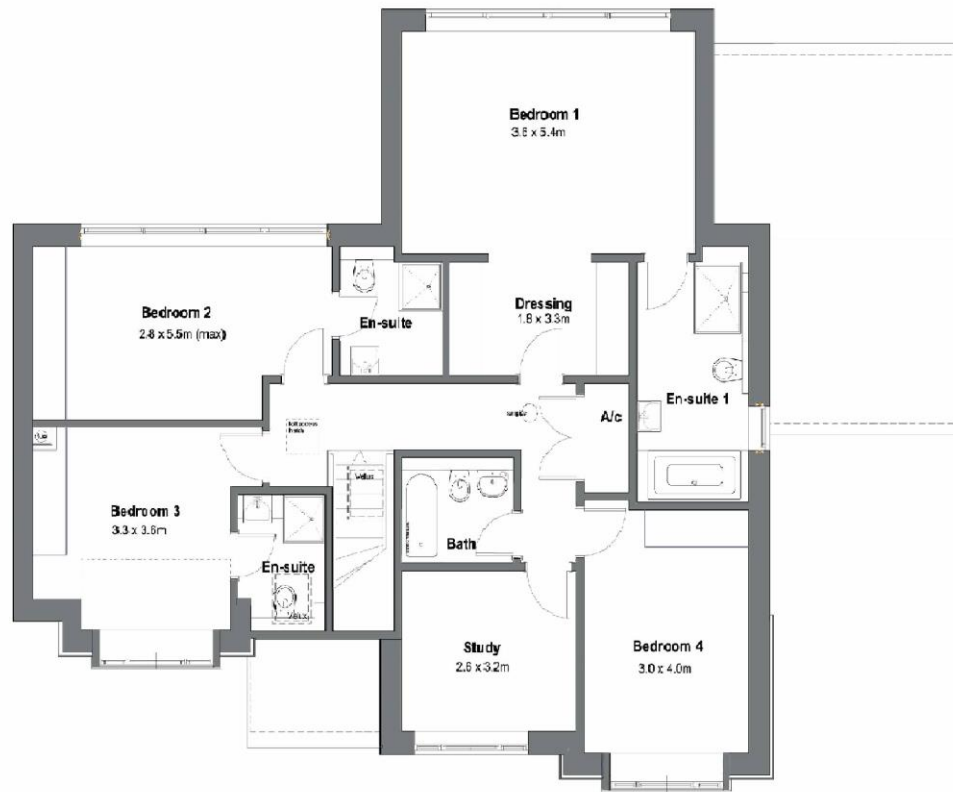 Bedroom 1
3.6 x 5.4m
Bedroom 2
2.8 x 5.5m (max)
En-suite
Dressing
1.8 x 3.3m
En-suite 1
A/c
Bedroom 3
3.3 x 3.6m
Velux
Bath
En-suite
Velux
Study
2.6 x 3.2m
Bedroom 4
3.0 x 4.0m